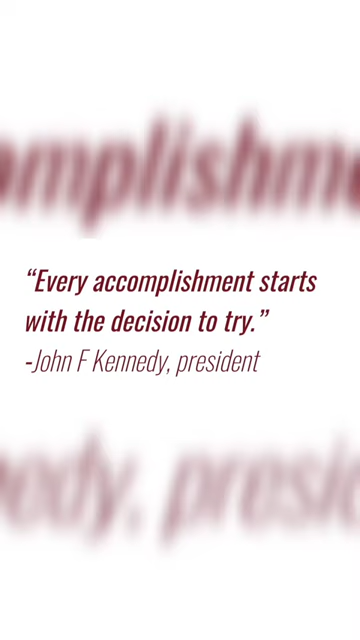 “Every accomplishment starts
with the decision to try.”
-John F Kennedy, president